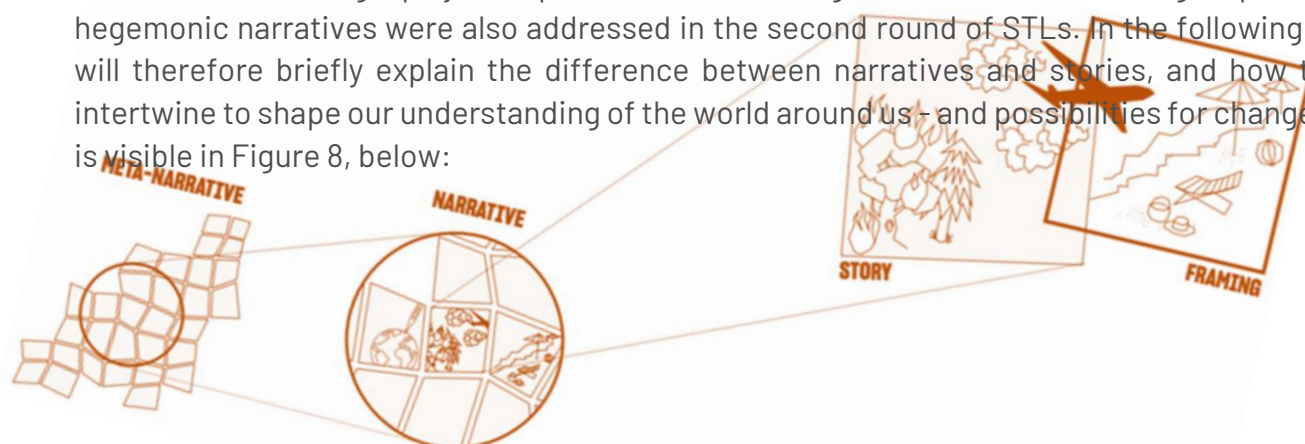 hegemonic narratives were also addressed in the second round of STLs. In the following
will therefore briefly explain the difference between narratives and stories, and how
intertwine to shape our understanding of the world around us - and possibilities for change
is visible in Figure 8, below:
META-NARRATIVE
NARRATIVE
STORY
FRAMING